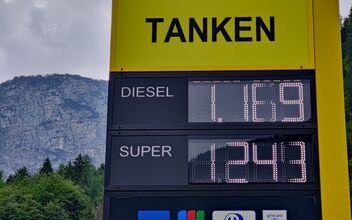 TANKEN
DIESEL 1.169
SUPER 1.243